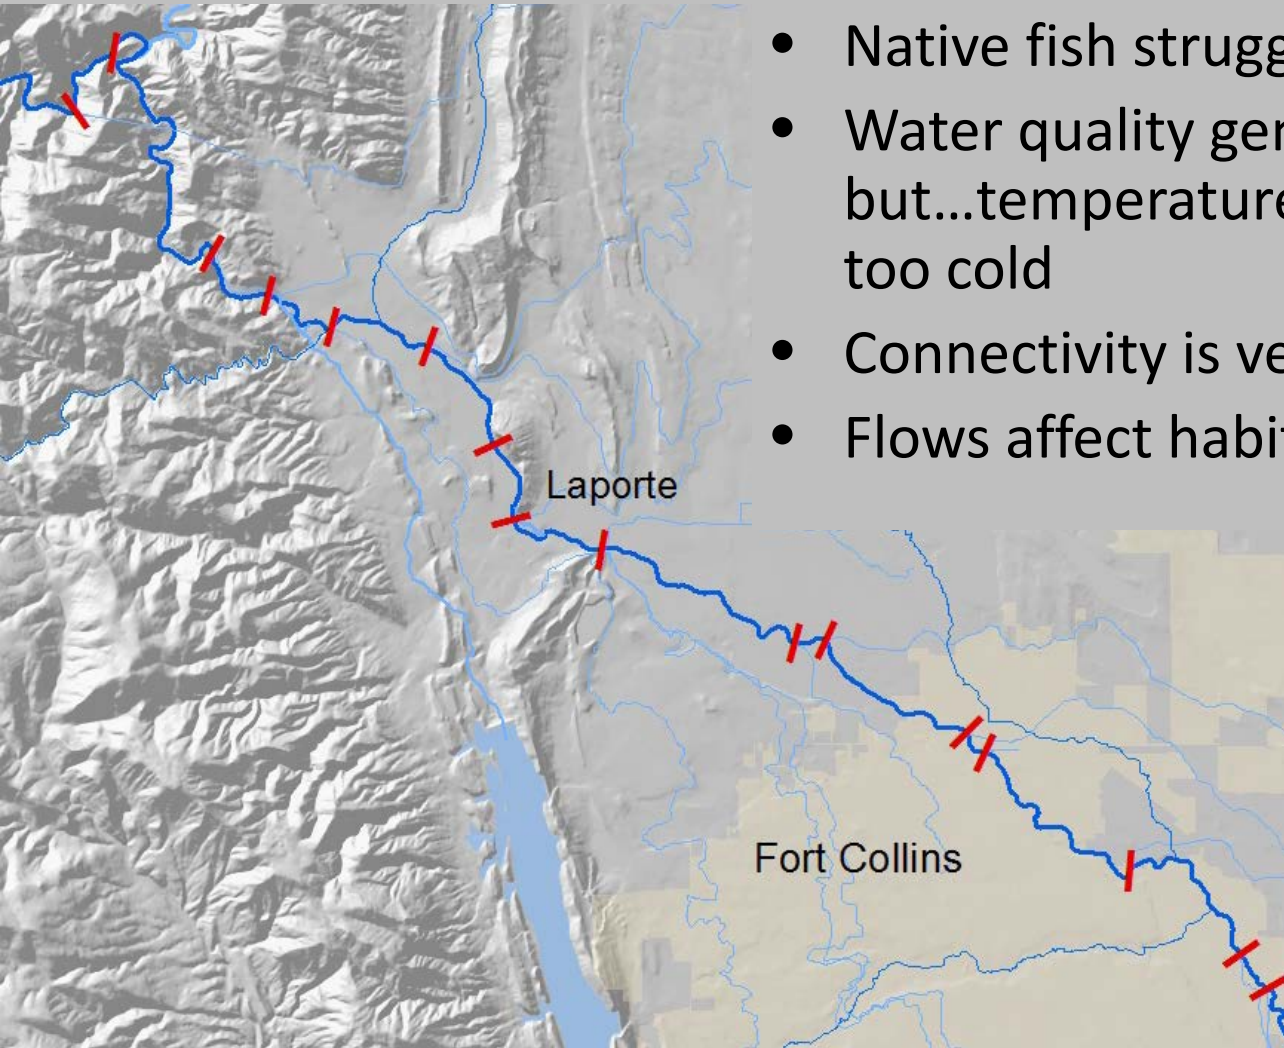 • Native fish strugg
• Water quality ger
but...temperature
too cold
• Connectivity is ve
• Flows affect habi
Laporte
Fort Collins